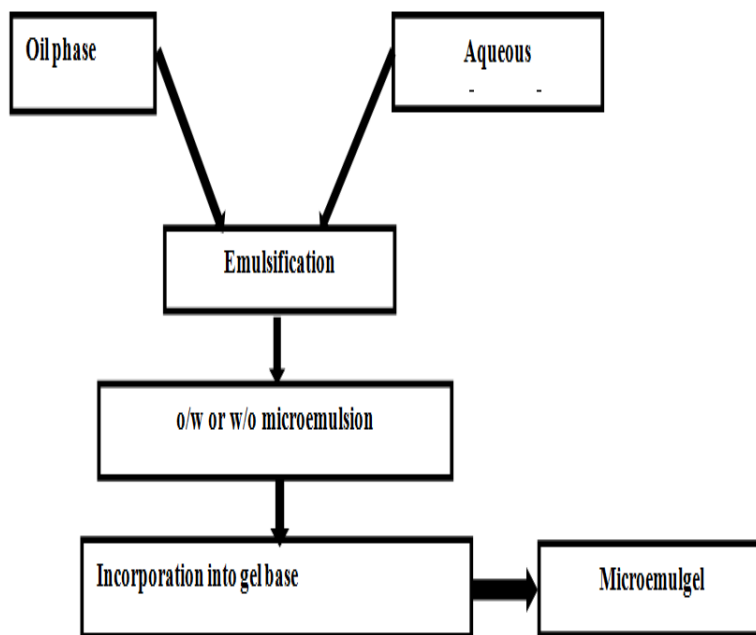 Oil phase
Aqueous
Emulsification
o/w or w/o microemulsion
Incorporation into gel base
Microemulgel